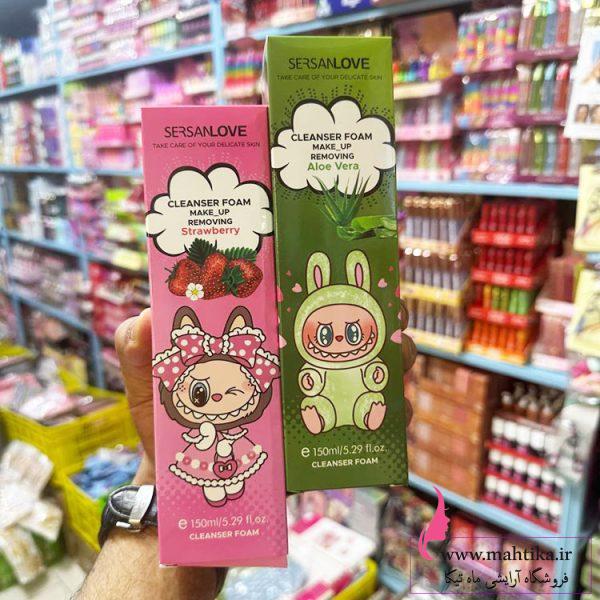 SERSANLOVE
TAKE CARE OF YOUR DELICATE SKIN
CLEANSER FOAM
MAKE_UP
REMOVING
Strawberry
℮ 150ml/5.29 fl.oz.
CLEANSER FOAM
SERSANLOVE
TAKE CARE OF YOUR DELICATE SKIN
CLEANSER FOAM
MAKE_UP
REMOVING
Aloe Vera
℮ 150ml/5.29 fl.oz.
CLEANSER FOAM
www.mahtika.ir
فروشگاه آرایشی ماه تیکا